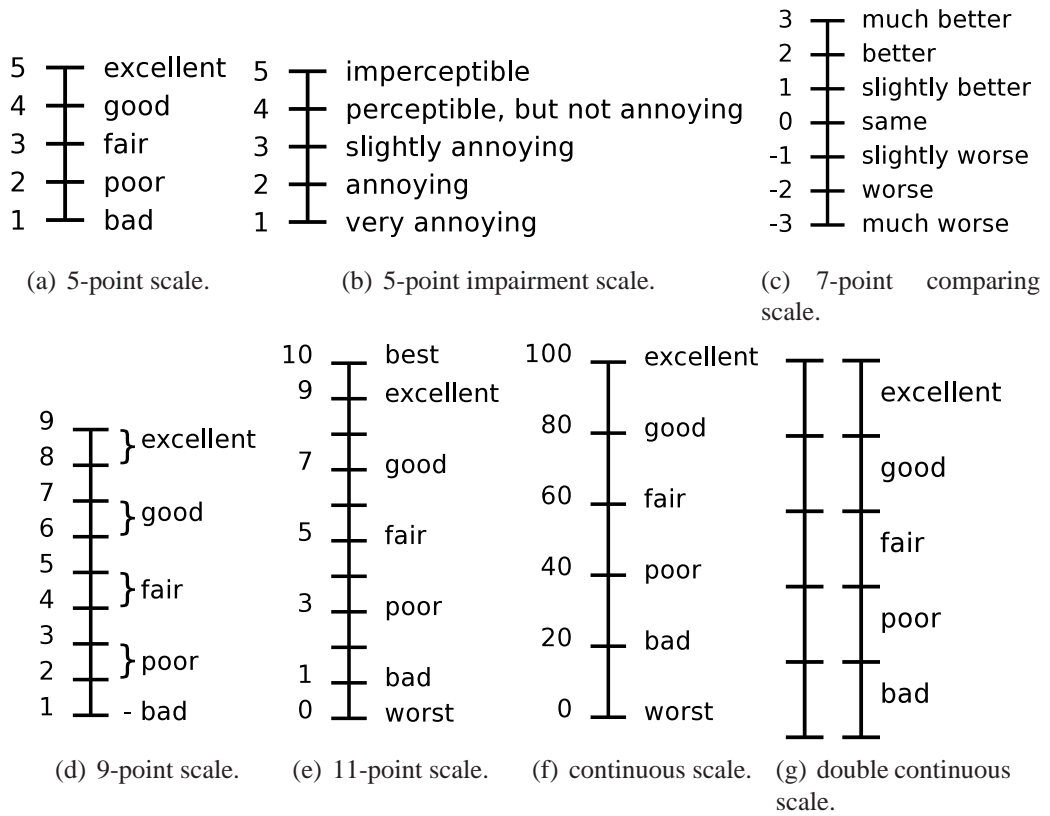 5 excellent
4 good
3 fair
2 poor
1 bad
(a) 5-point scale.
5 imperceptible
4 perceptible, but not annoying
3 slightly annoying
2 annoying
1 very annoying
(b) 5-point impairment scale.
3 much better
2 better
1 slightly better
0 same
-1 slightly worse
-2 worse
-3 much worse
(c) 7-point comparing
scale.
9
8
} excellent
7
6
} good
5
4
} fair
3
2
} poor
1 - bad
(d) 9-point scale.
10 best
9 excellent
7 good
5 fair
3 poor
1 bad
0 worst
(e) 11-point scale.
100 excellent
80 good
60 fair
40 poor
20 bad
0 worst
(f) continuous scale.
excellent
good
fair
poor
bad
(g) double continuous
scale.